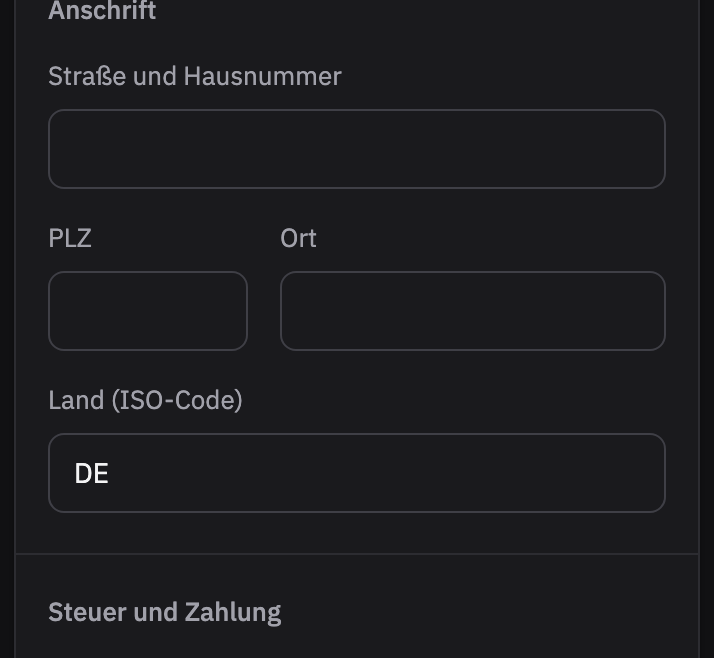 Anschrift
Straße und Hausnummer
PLZ Ort
Land (ISO-Code)
DE
Steuer und Zahlung